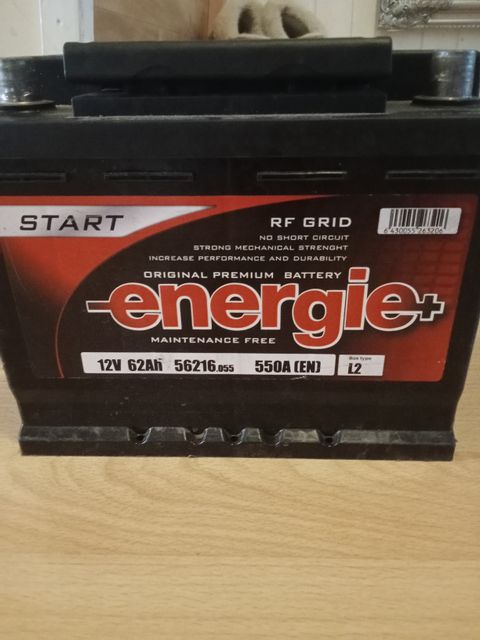 START
RF GRID
NO SHORT CIRCUIT
STRONG MECHANICAL STRENGHT
INCREASE PERFORMANCE AND DURABILITY
6430055263206
ORIGINAL PREMIUM BATTERY
-energie+
MAINTENANCE FREE
12V 62Ah 56216.055 550A (EN)
Box type
L2